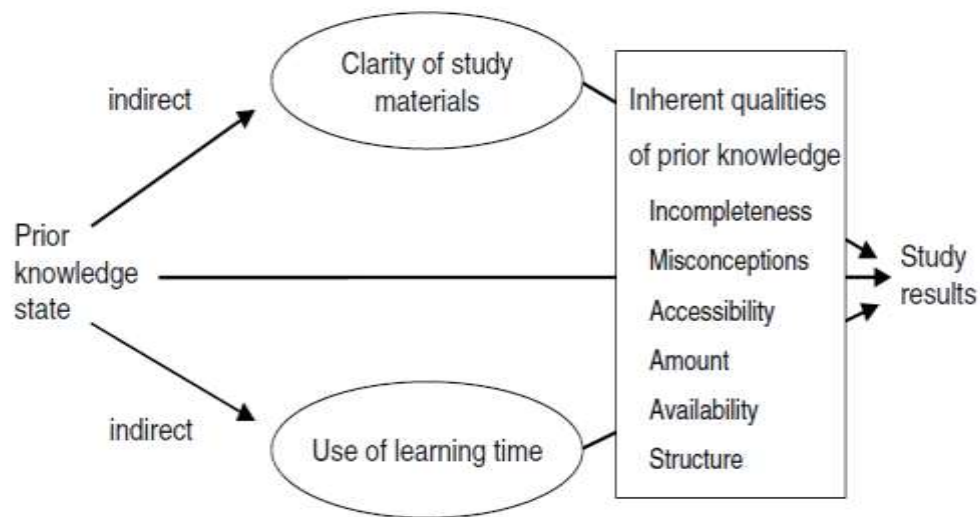 Clarity of study
materials
indirect
Inherent qualities
of prior knowledge
Incompleteness
Misconceptions
Accessibility
Amount
Availability
Structure
Prior
knowledge
state
Study
results
indirect
Use of learning time